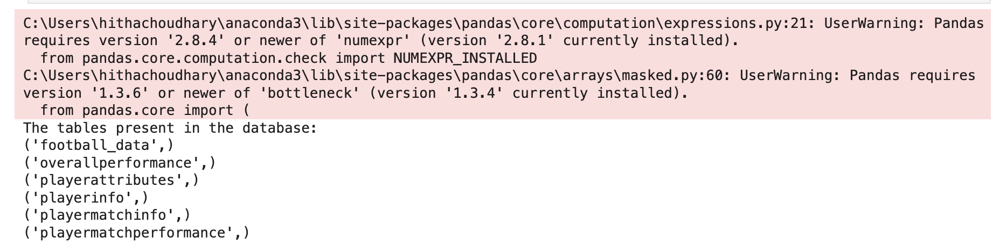 C:\Users\hithachoudhary\anaconda3\lib\site-packages\pandas\core\computation\expressions.py:21: UserWarning: Pandas
requires version '2.8.4' or newer of 'numexpr' (version '2.8.1' currently installed).
  from pandas.core.computation.check import NUMEXPR_INSTALLED
C:\Users\hithachoudhary\anaconda3\lib\site-packages\pandas\core\arrays\masked.py:60: UserWarning: Pandas requires
version '1.3.6' or newer of 'bottleneck' (version '1.3.4' currently installed).
  from pandas.core import (
The tables present in the database:
('football_data',)
('overallperformance',)
('playerattributes',)
('playerinfo',)
('playermatchinfo',)
('playermatchperformance',)